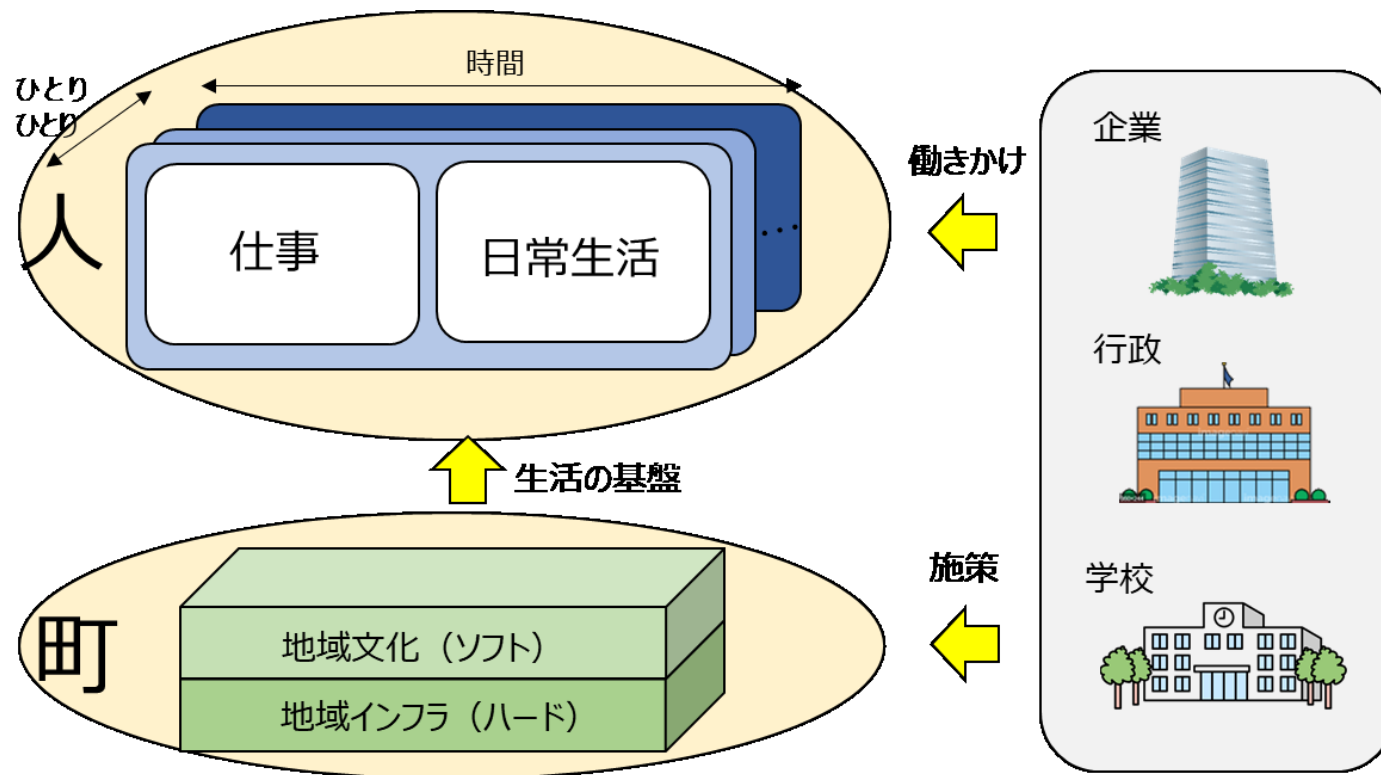 時間
ひとり
ひとり
人
仕事
日常生活
・・・
働きかけ
企業
行政
生活の基盤
町
地域文化（ソフト）
地域インフラ（ハード）
施策
学校